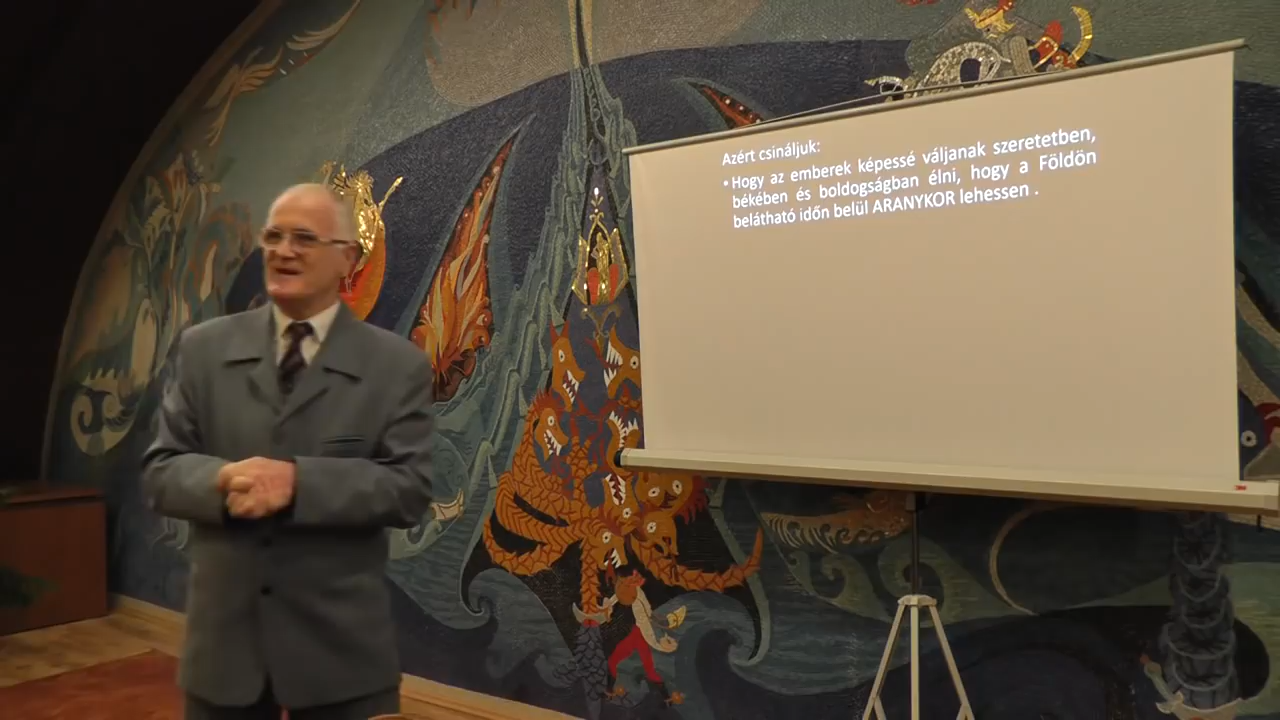 Azért csináljuk:
• Hogy az emberek képessé váljanak szeretetben,
békében és boldogságban élni, hogy a Földön
belátható időn belül ARANYKOR lehessen .
3M